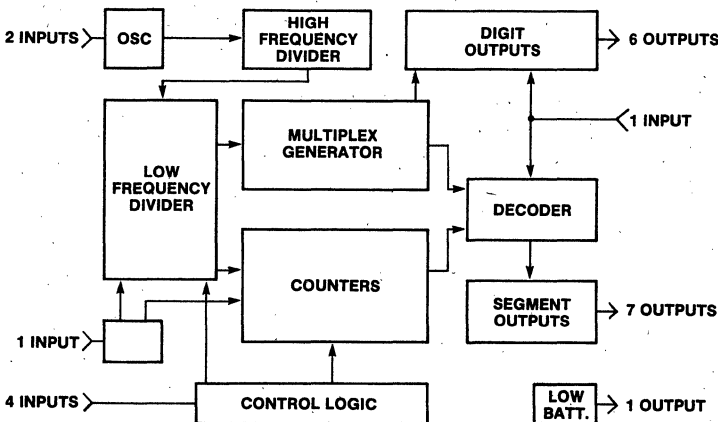 2 INPUTS
OSC
HIGH
FREQUENCY
DIVIDER
DIGIT
OUTPUTS
6 OUTPUTS
1 INPUT
LOW
FREQUENCY
DIVIDER
MULTIPLEX
GENERATOR
DECODER
COUNTERS
SEGMENT
OUTPUTS
7 OUTPUTS
1 INPUT
4 INPUTS
CONTROL LOGIC
LOW
BATT.
1 OUTPUT